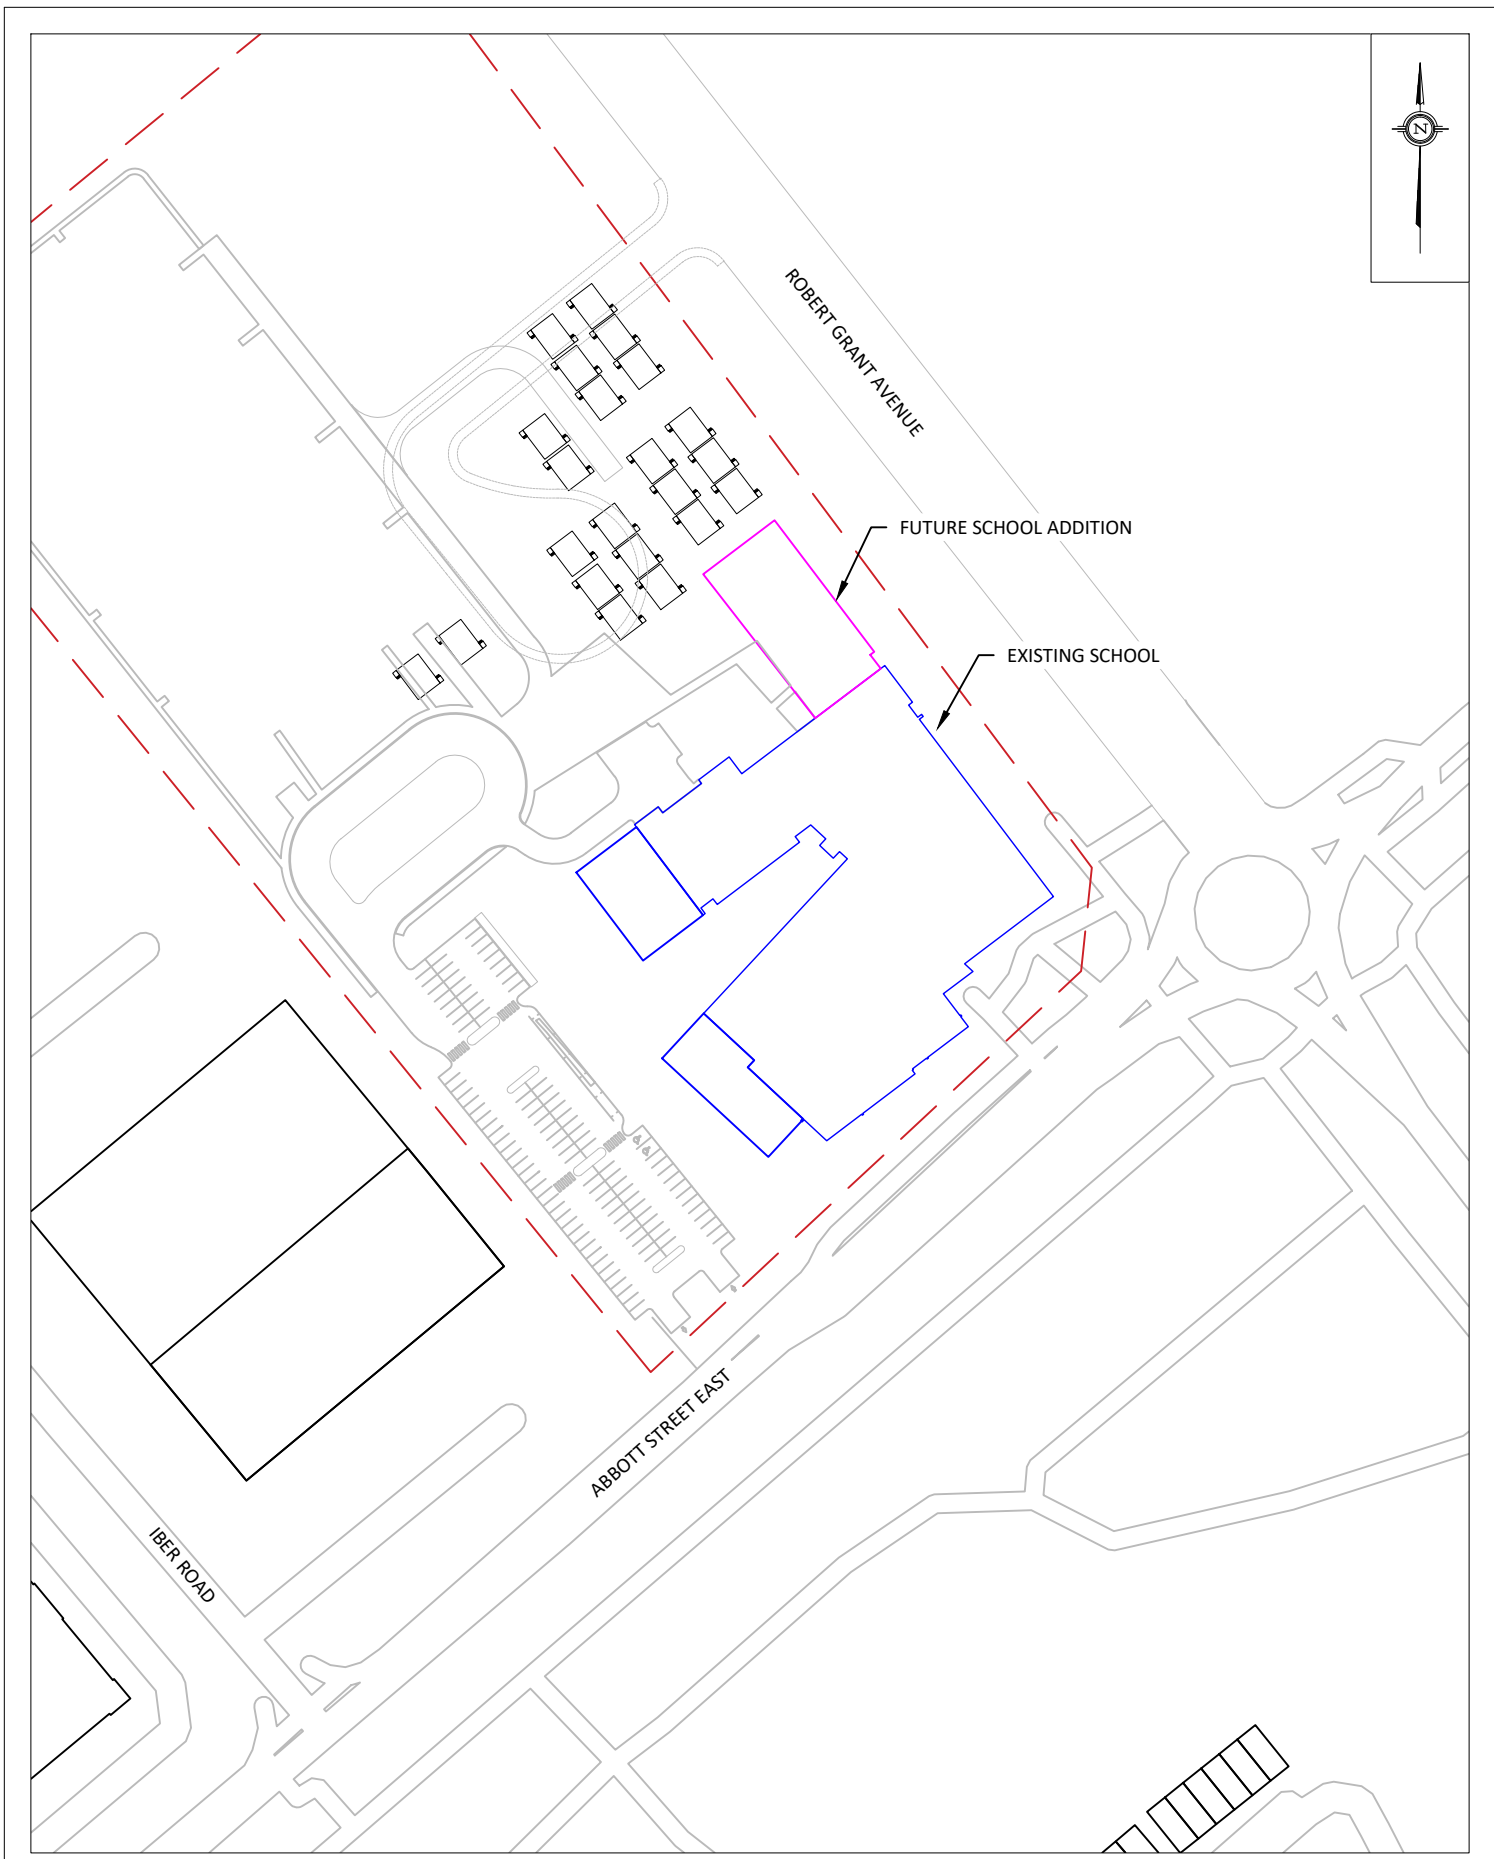 N
ROBERT GRANT AVENUE
FUTURE SCHOOL ADDITION
EXISTING SCHOOL
ABBOTT STREET EAST
IBER ROAD